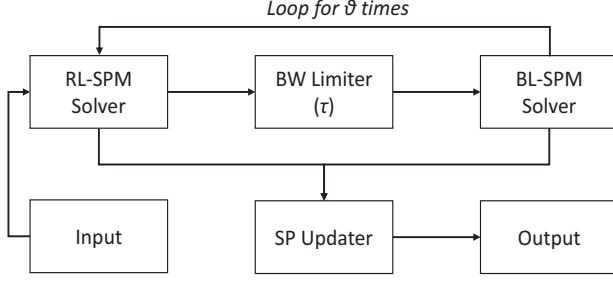 Loop for ϑ times
RL-SPM
Solver
BW Limiter
(τ)
BL-SPM
Solver
Input
SP Updater
Output